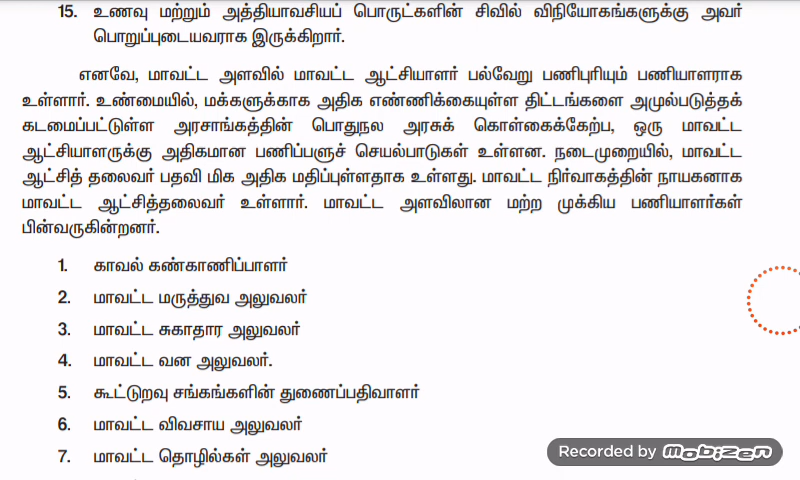 15. உணவு மற்றும் அத்தியாவசியப் பொருட்களின் சிவில் விநியோகங்களுக்கு அவர்
பொறுப்புடையவராக இருக்கிறார்.
எனவே, மாவட்ட அளவில் மாவட்ட ஆட்சியாளர் பல்வேறு பணிபுரியும் பணியாளராக
உள்ளார். உண்மையில், மக்களுக்காக அதிக எண்ணிக்கையுள்ள திட்டங்களை அமுல்படுத்தக்
கடமைப்பட்டுள்ள அரசாங்கத்தின் பொதுநல அரசுக் கொள்கைக்கேற்ப, ஒரு மாவட்ட
ஆட்சியாளருக்கு அதிகமான பணிப்பளுச் செயல்பாடுகள் உள்ளன. நடைமுறையில், மாவட்ட
ஆட்சித் தலைவர் பதவி மிக அதிக மதிப்புள்ளதாக உள்ளது. மாவட்ட நிர்வாகத்தின் நாயகனாக
மாவட்ட ஆட்சித்தலைவர் உள்ளார். மாவட்ட அளவிலான மற்ற முக்கிய பணியாளர்கள்
பின்வருகின்றனர்.
1. காவல் கண்காணிப்பாளர்
2. மாவட்ட மருத்துவ அலுவலர்
3. மாவட்ட சுகாதார அலுவலர்
4. மாவட்ட வன அலுவலர்.
5. கூட்டுறவு சங்கங்களின் துணைப்பதிவாளர்
6. மாவட்ட விவசாய அலுவலர்
7. மாவட்ட தொழில்கள் அலுவலர்
Recorded by mobizen